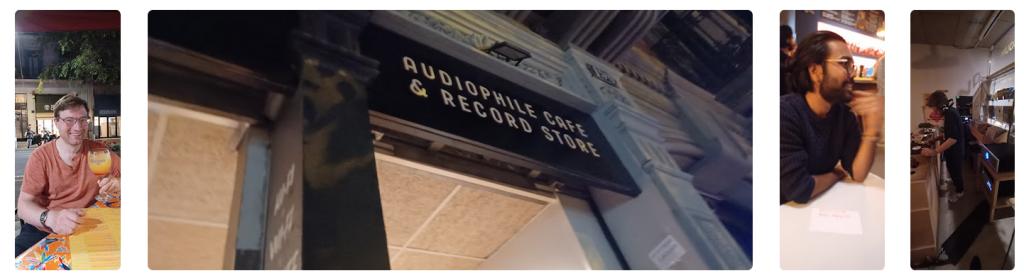 AUDIOPHILE CAFE
& RECORD STORE